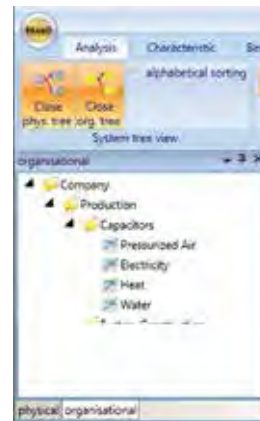 Analysis Characteristic
alphabetical sorting
Close Close
phys. tree org. tree
System tree view
organisational
Company
Production
Capacitors
Pressurized Air
Electricity
Heat
Water
physical organisational